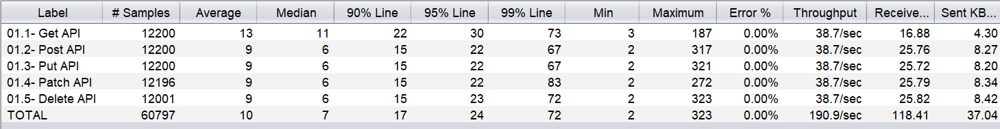 Label # Samples Average Median 90% Line 95% Line 99% Line Min Maximum Error % Throughput Receive... Sent KB...
01.1- Get API 12200 13 11 22 30 73 3 187 0.00% 38.7/sec 16.88 4.30
01.2- Post API 12200 9 6 15 22 67 2 317 0.00% 38.7/sec 25.76 8.27
01.3- Put API 12200 9 6 15 22 67 2 321 0.00% 38.7/sec 25.72 8.20
01.4- Patch API 12196 9 6 15 22 83 2 272 0.00% 38.7/sec 25.79 8.34
01.5- Delete API 12001 9 6 15 23 72 2 323 0.00% 38.7/sec 25.82 8.42
TOTAL 60797 10 7 17 24 72 2 323 0.00% 190.9/sec 118.41 37.04